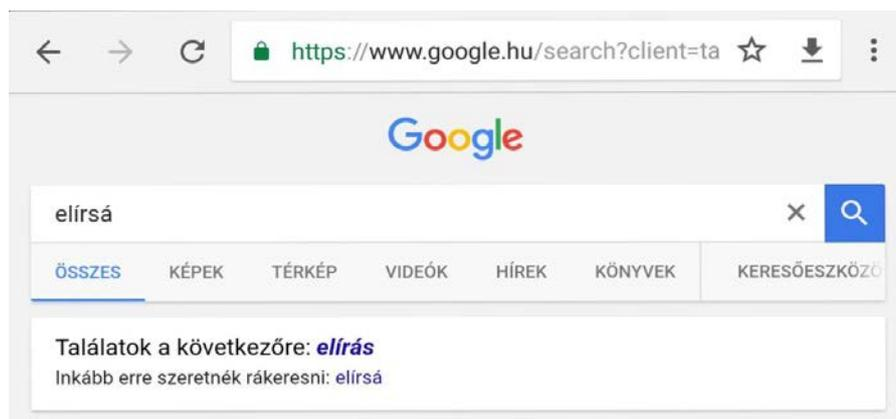 https://www.google.hu/search?client=ta
Google
elírsá
ÖSSZES KÉPEK TÉRKÉP VIDEÓK HÍREK KÖNYVEK KERESŐESZKÖZÖ
Találatok a következőre: elírás
Inkább erre szeretnék rákeresni: elírsá